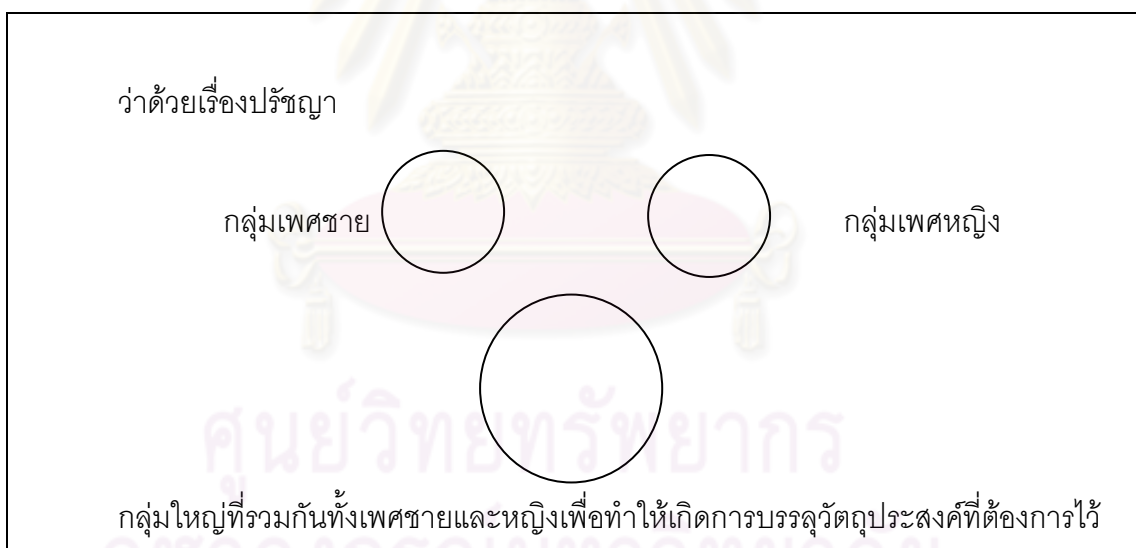 ว่าด้วยเรื่องปรัชญา
กลุ่มเพศชาย
กลุ่มเพศหญิง
ศูนย์วิทยทรัพยากร
กลุ่มใหญ่ที่รวมกันทั้งเพศชายและหญิงเพื่อทำให้เกิดการบรรลุวัตถุประสงค์ที่ต้องการไว้